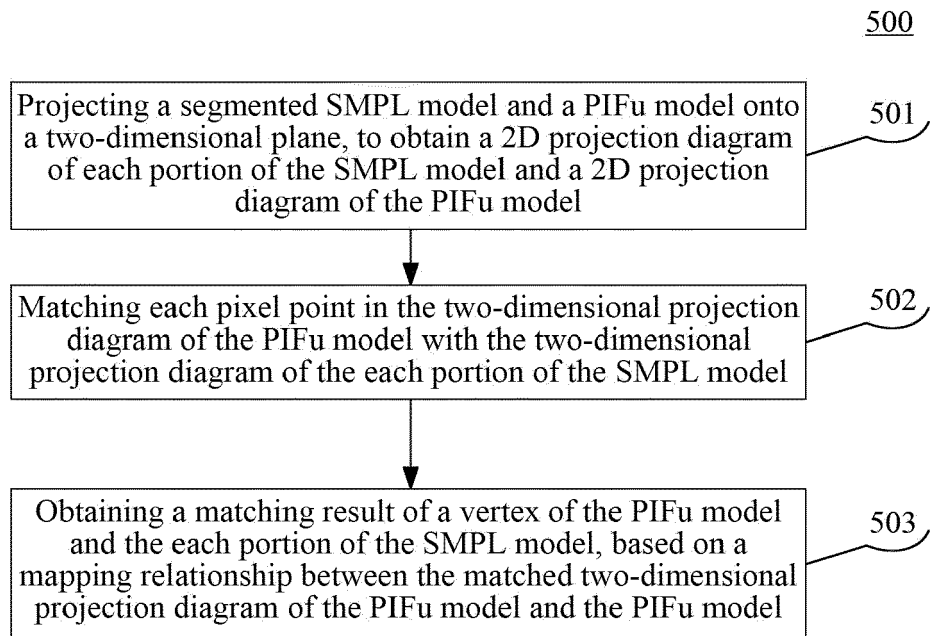 500
Projecting a segmented SMPL model and a PIFu model onto
a two-dimensional plane, to obtain a 2D projection diagram
of each portion of the SMPL model and a 2D projection
diagram of the PIFu model
501
Matching each pixel point in the two-dimensional projection
diagram of the PIFu model with the two-dimensional
projection diagram of the each portion of the SMPL model
502
Obtaining a matching result of a vertex of the PIFu model
and the each portion of the SMPL model, based on a
mapping relationship between the matched two-dimensional
projection diagram of the PIFu model and the PIFu model
503